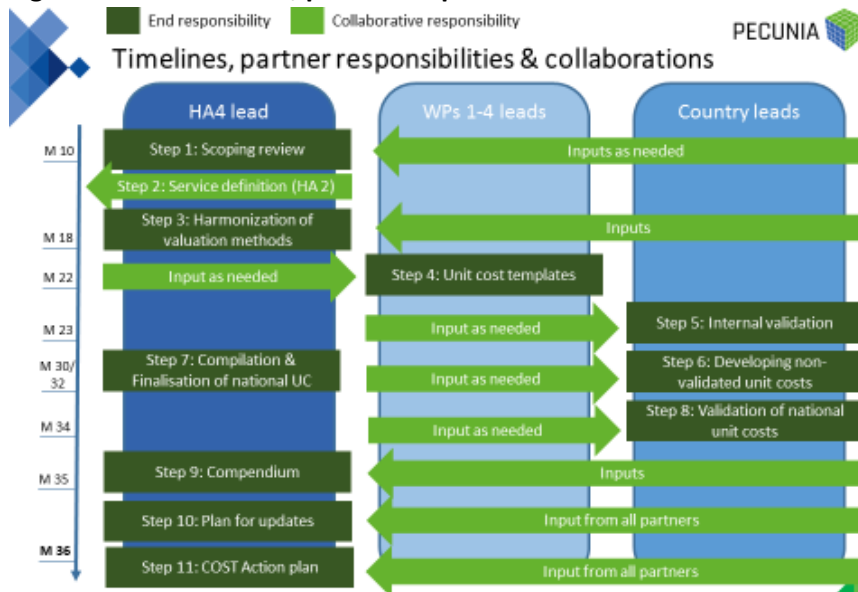 End responsibility
Collaborative responsibility
PECUNIA
Timelines, partner responsibilities & collaborations
HA4 lead
WPs 1-4 leads
Country leads
M 10
Step 1: Scoping review
Inputs as needed
Step 2: Service definition (HA 2)
Step 3: Harmonization of
valuation methods
Inputs
M 18
M 22
Input as needed
Step 4: Unit cost templates
M 23
Input as needed
Step 5: Internal validation
M 30/
32
Step 7: Compilation &
Finalisation of national UC
Input as needed
Step 6: Developing non-
validated unit costs
M 34
Input as needed
Step 8: Validation of national
unit costs
M 35
Step 9: Compendium
Inputs
Step 10: Plan for updates
Input from all partners
M 36
Step 11: COST Action plan
Input from all partners